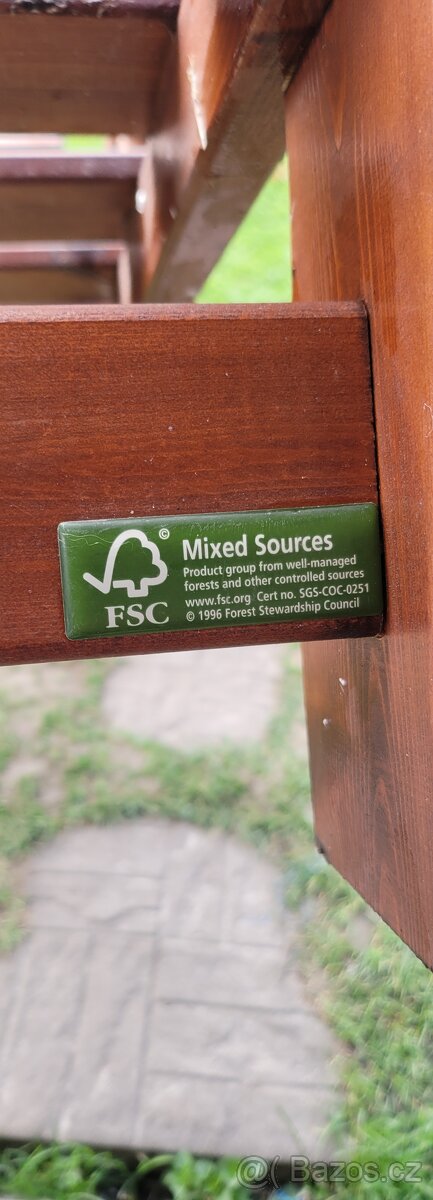 ©
Mixed Sources
Product group from well-managed
forests and other controlled sources
www.fsc.org Cert no. SGS-COC-0251
© 1996 Forest Stewardship Council
FSC
Bazos.cz